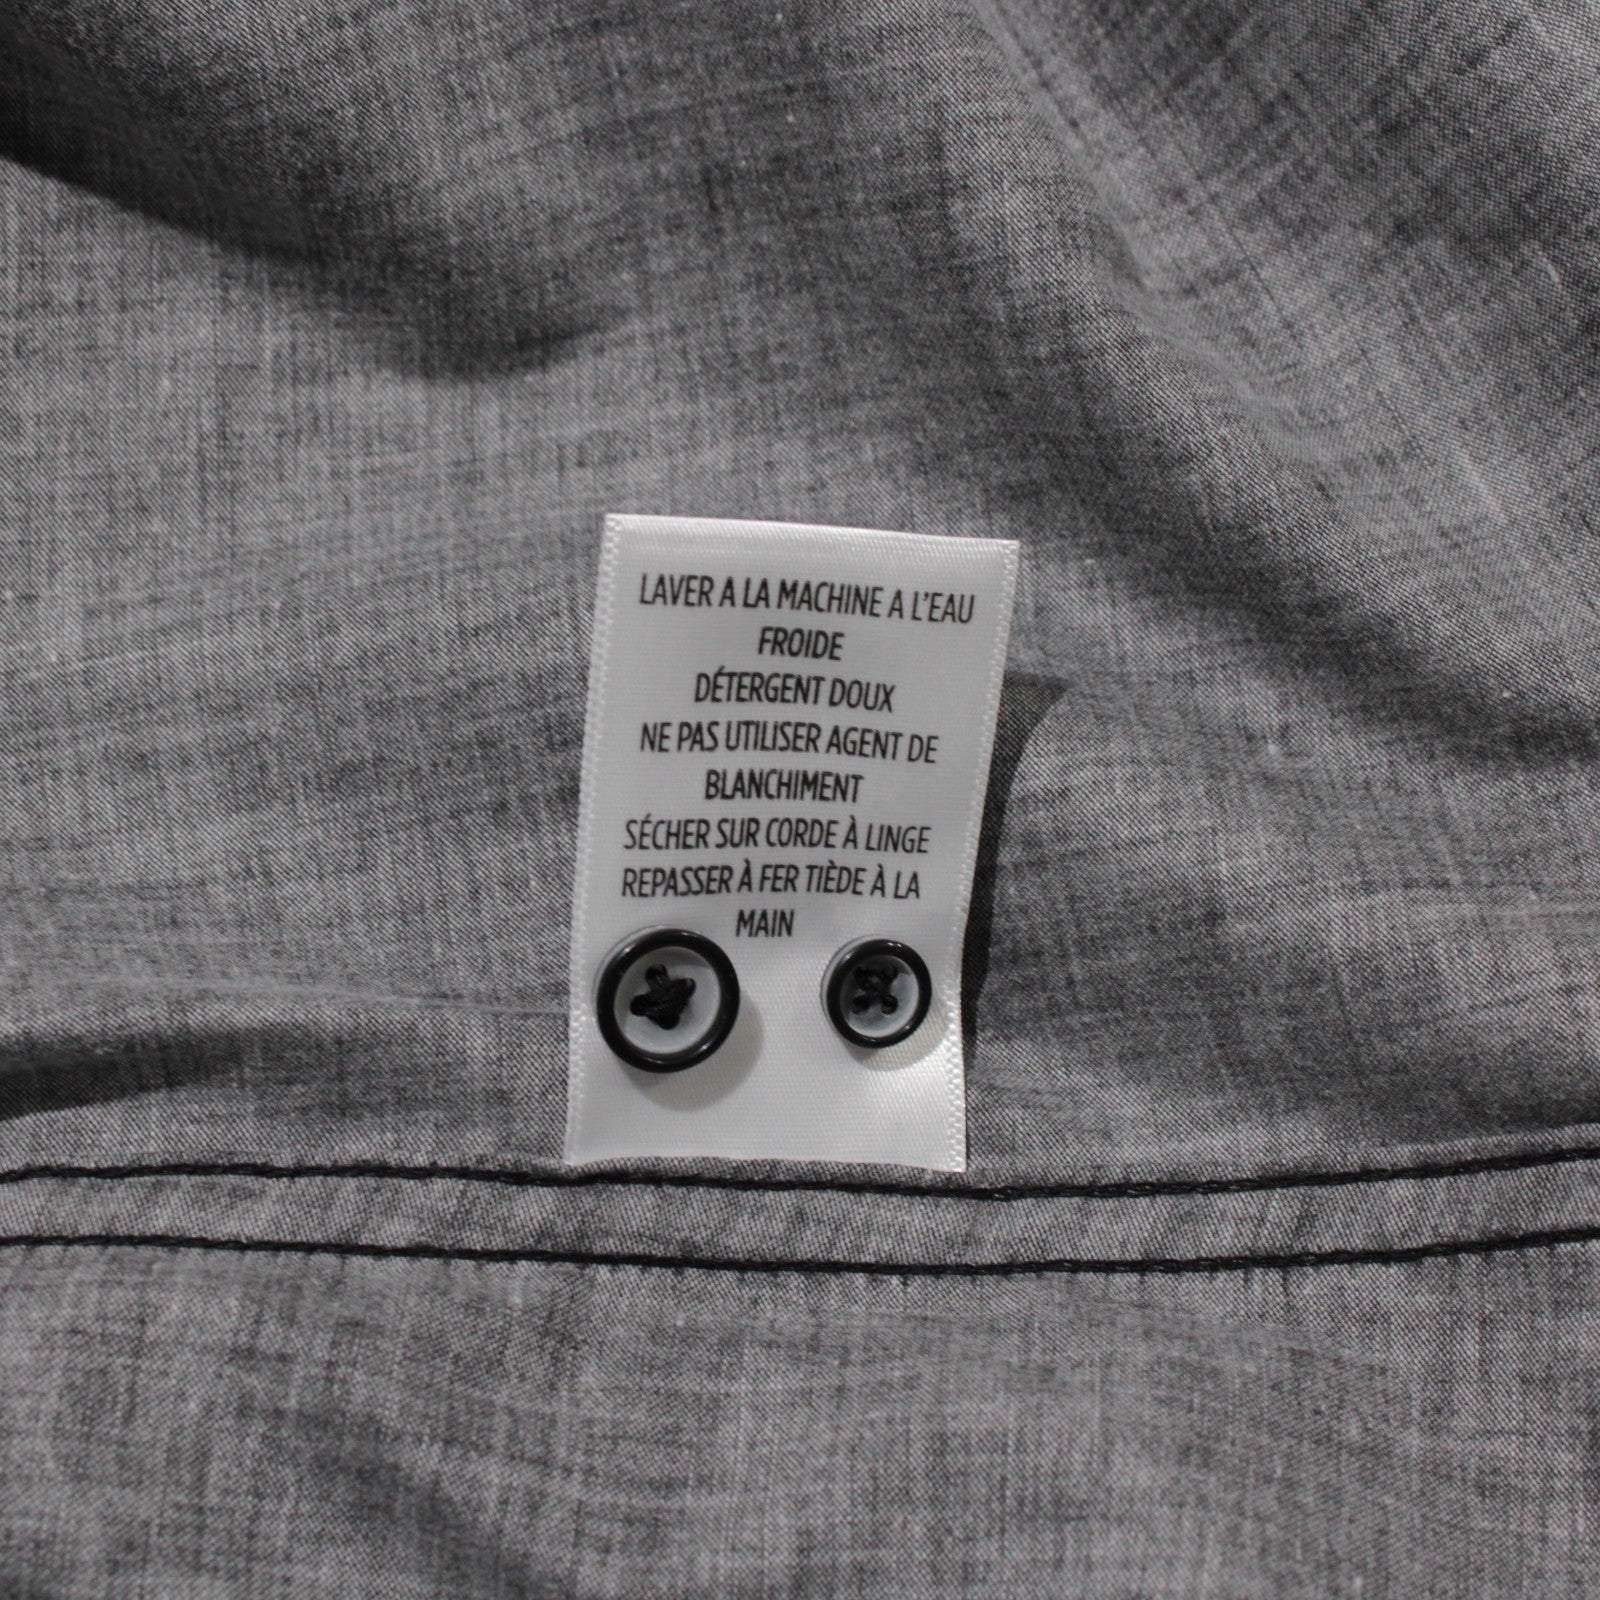 LAVER A LA MACHINE A L'EAU
FROIDE
DÉTERGENT DOUX
NE PAS UTILISER AGENT DE
BLANCHIMENT
SÉCHER SUR CORDE À LINGE
REPASSER À FER TIÈDE À LA
MAIN